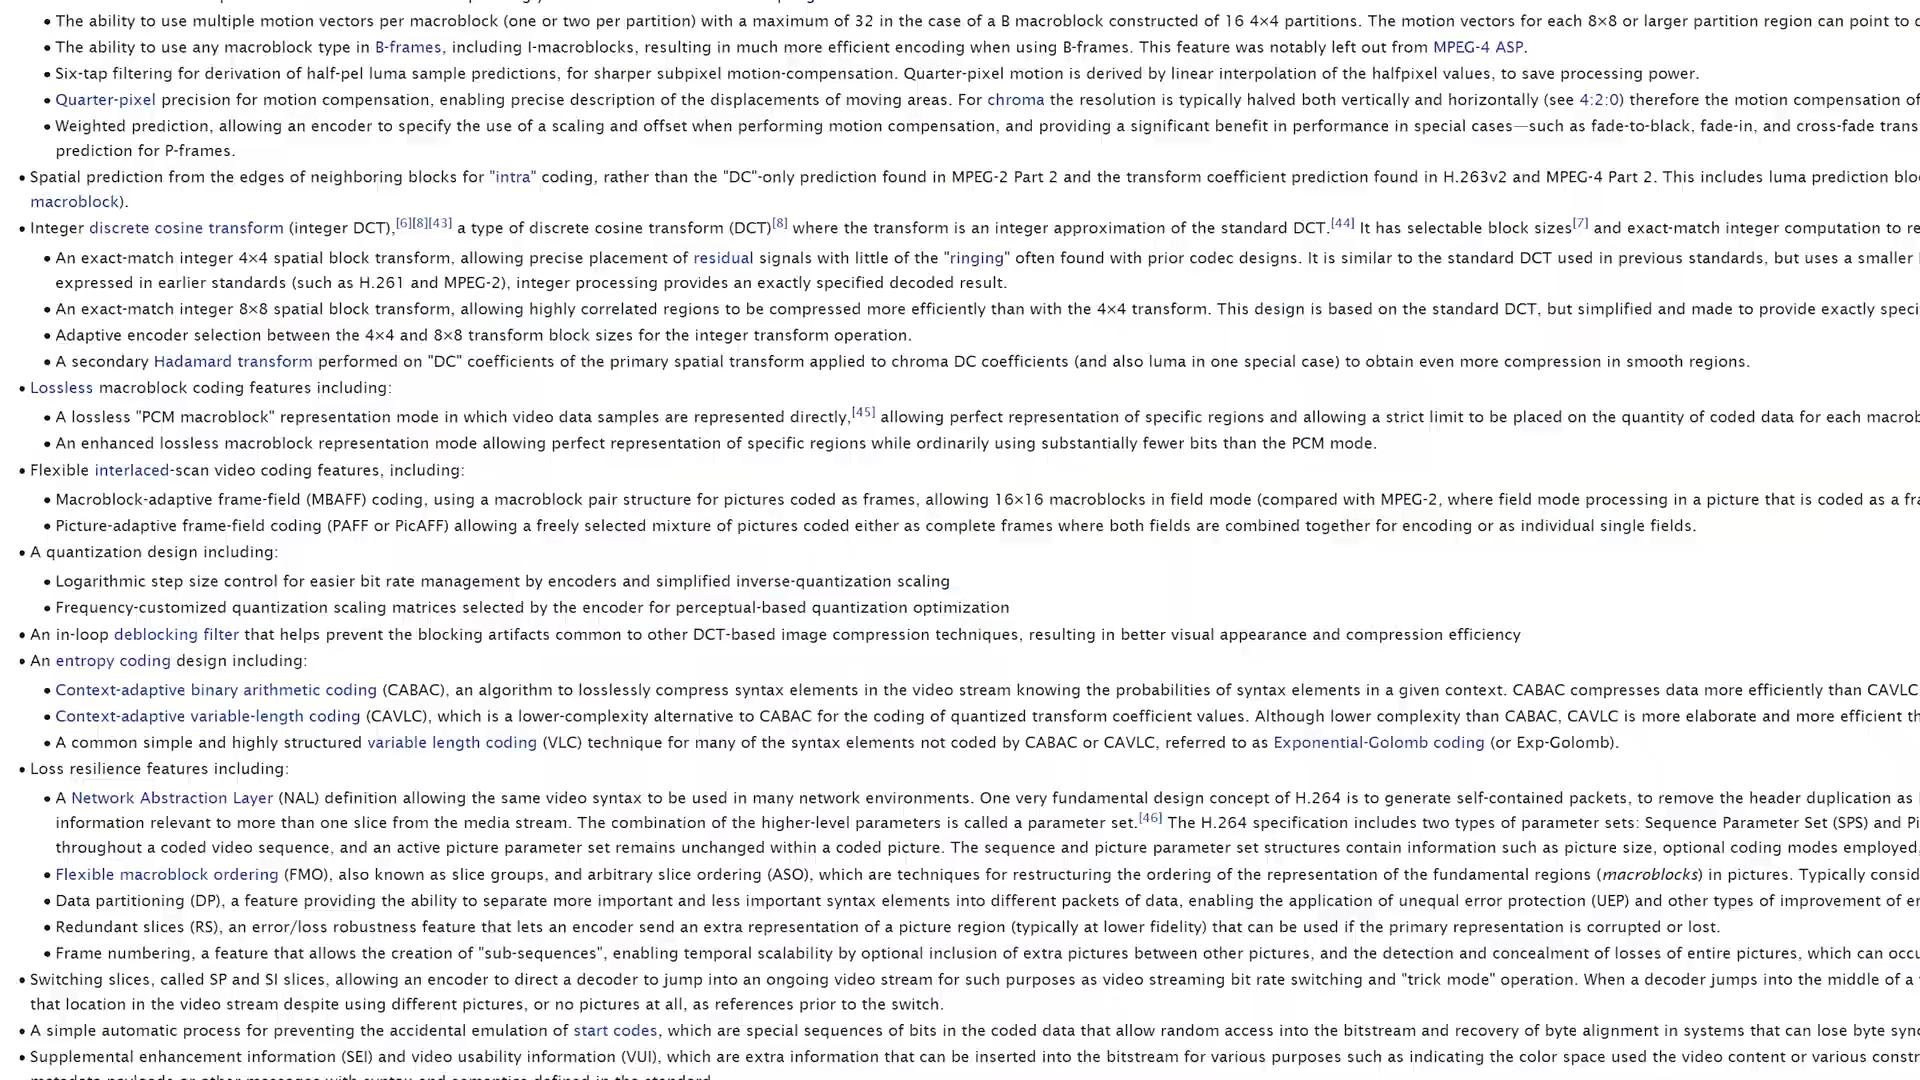 • The ability to use multiple motion vectors per macroblock (one or two per partition) with a maximum of 32 in the case of a B macroblock constructed of 16 4×4 partitions. The motion vectors for each 8×8 or larger partition region can point to
• The ability to use any macroblock type in B-frames, including I-macroblocks, resulting in much more efficient encoding when using B-frames. This feature was notably left out from MPEG-4 ASP.
• Six-tap filtering for derivation of half-pel luma sample predictions, for sharper subpixel motion-compensation. Quarter-pixel motion is derived by linear interpolation of the halfpixel values, to save processing power.
• Quarter-pixel precision for motion compensation, enabling precise description of the displacements of moving areas. For chroma the resolution is typically halved both vertically and horizontally (see 4:2:0) therefore the motion compensation of
• Weighted prediction, allowing an encoder to specify the use of a scaling and offset when performing motion compensation, and providing a significant benefit in performance in special cases—such as fade-to-black, fade-in, and cross-fade trans
prediction for P-frames.
• Spatial prediction from the edges of neighboring blocks for "intra" coding, rather than the "DC"-only prediction found in MPEG-2 Part 2 and the transform coefficient prediction found in H.263v2 and MPEG-4 Part 2. This includes luma prediction blo
macroblock).
• Integer discrete cosine transform (integer DCT),[6][8][43] a type of discrete cosine transform (DCT)[8] where the transform is an integer approximation of the standard DCT.[44] It has selectable block sizes[7] and exact-match integer computation to re
• An exact-match integer 4×4 spatial block transform, allowing precise placement of residual signals with little of the "ringing" often found with prior codec designs. It is similar to the standard DCT used in previous standards, but uses a smaller
expressed in earlier standards (such as H.261 and MPEG-2), integer processing provides an exactly specified decoded result.
• An exact-match integer 8×8 spatial block transform, allowing highly correlated regions to be compressed more efficiently than with the 4×4 transform. This design is based on the standard DCT, but simplified and made to provide exactly speci
• Adaptive encoder selection between the 4×4 and 8×8 transform block sizes for the integer transform operation.
• A secondary Hadamard transform performed on "DC" coefficients of the primary spatial transform applied to chroma DC coefficients (and also luma in one special case) to obtain even more compression in smooth regions.
• Lossless macroblock coding features including:
• A lossless "PCM macroblock" representation mode in which video data samples are represented directly,[45] allowing perfect representation of specific regions and allowing a strict limit to be placed on the quantity of coded data for each macrob
• An enhanced lossless macroblock representation mode allowing perfect representation of specific regions while ordinarily using substantially fewer bits than the PCM mode.
• Flexible interlaced-scan video coding features, including:
• Macroblock-adaptive frame-field (MBAFF) coding, using a macroblock pair structure for pictures coded as frames, allowing 16×16 macroblocks in field mode (compared with MPEG-2, where field mode processing in a picture that is coded as a fra
• Picture-adaptive frame-field coding (PAFF or PicAFF) allowing a freely selected mixture of pictures coded either as complete frames where both fields are combined together for encoding or as individual single fields.
• A quantization design including:
• Logarithmic step size control for easier bit rate management by encoders and simplified inverse-quantization scaling
• Frequency-customized quantization scaling matrices selected by the encoder for perceptual-based quantization optimization
• An in-loop deblocking filter that helps prevent the blocking artifacts common to other DCT-based image compression techniques, resulting in better visual appearance and compression efficiency
• An entropy coding design including:
• Context-adaptive binary arithmetic coding (CABAC), an algorithm to losslessly compress syntax elements in the video stream knowing the probabilities of syntax elements in a given context. CABAC compresses data more efficiently than CAVLC
• Context-adaptive variable-length coding (CAVLC), which is a lower-complexity alternative to CABAC for the coding of quantized transform coefficient values. Although lower complexity than CABAC, CAVLC is more elaborate and more efficient th
• A common simple and highly structured variable length coding (VLC) technique for many of the syntax elements not coded by CABAC or CAVLC, referred to as Exponential-Golomb coding (or Exp-Golomb).
• Loss resilience features including:
• A Network Abstraction Layer (NAL) definition allowing the same video syntax to be used in many network environments. One very fundamental design concept of H.264 is to generate self-contained packets, to remove the header duplication as
information relevant to more than one slice from the media stream. The combination of the higher-level parameters is called a parameter set.[46] The H.264 specification includes two types of parameter sets: Sequence Parameter Set (SPS) and Pi
throughout a coded video sequence, and an active picture parameter set remains unchanged within a coded picture. The sequence and picture parameter set structures contain information such as picture size, optional coding modes employed,
• Flexible macroblock ordering (FMO), also known as slice groups, and arbitrary slice ordering (ASO), which are techniques for restructuring the ordering of the representation of the fundamental regions (macroblocks) in pictures. Typically consid
• Data partitioning (DP), a feature providing the ability to separate more important and less important syntax elements into different packets of data, enabling the application of unequal error protection (UEP) and other types of improvement of er
• Redundant slices (RS), an error/loss robustness feature that lets an encoder send an extra representation of a picture region (typically at lower fidelity) that can be used if the primary representation is corrupted or lost.
• Frame numbering, a feature that allows the creation of "sub-sequences", enabling temporal scalability by optional inclusion of extra pictures between other pictures, and the detection and concealment of losses of entire pictures, which can occu
• Switching slices, called SP and SI slices, allowing an encoder to direct a decoder to jump into an ongoing video stream for such purposes as video streaming bit rate switching and "trick mode" operation. When a decoder jumps into the middle of a
that location in the video stream despite using different pictures, or no pictures at all, as references prior to the switch.
• A simple automatic process for preventing the accidental emulation of start codes, which are special sequences of bits in the coded data that allow random access into the bitstream and recovery of byte alignment in systems that can lose byte sync
• Supplemental enhancement information (SEI) and video usability information (VUI), which are extra information that can be inserted into the bitstream for various purposes such as indicating the color space used the video content or various constr
metadata payloads or other messages with syntax and semantics defined in the standard.